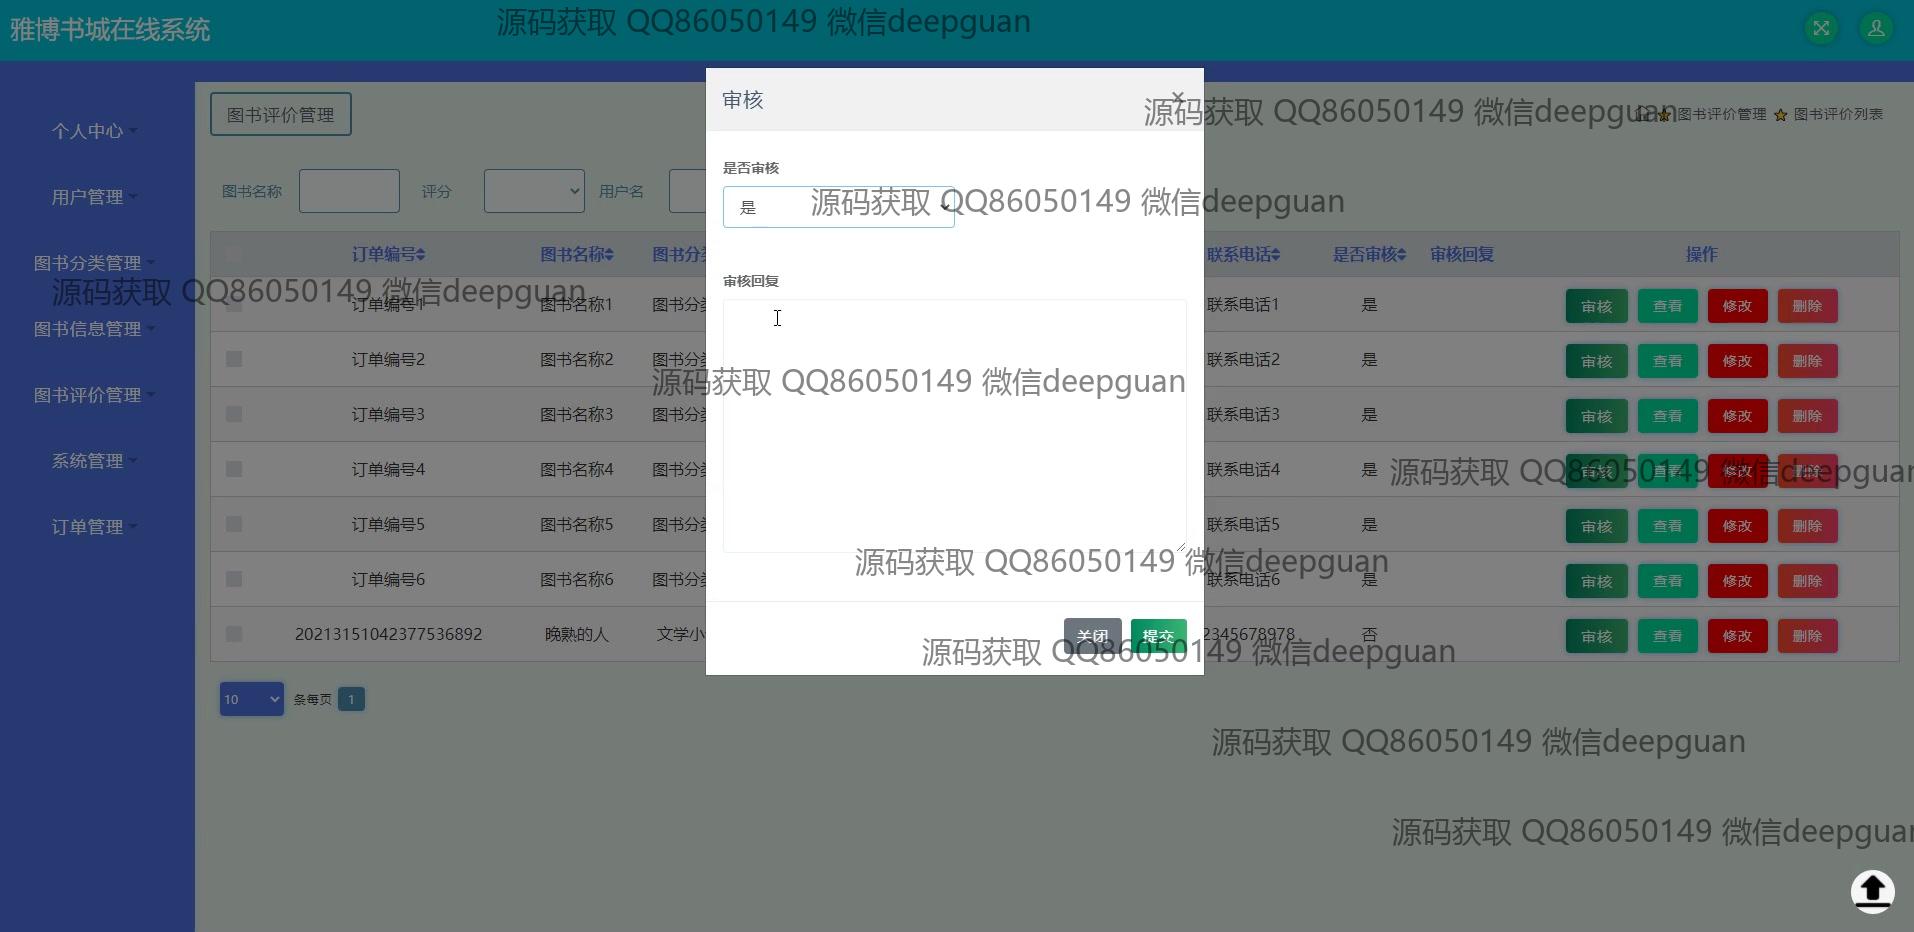 雅博书城在线系统
源码获取 QQ86050149 微信deepguan
个人中心
用户管理
图书分类管理
图书信息管理
图书评价管理
系统管理
订单管理
图书评价管理
图书评价管理 图书评价列表
源码获取 QQ86050149 微信deepguan
图书名称 评分 用户名
订单编号 图书名称 图书分 联系电话 是否审核 审核回复 操作
源码获取 QQ86050149 微信deepguan
订单编号1 图书名称1 图书分类 联系电话1 是 审核 查看 修改 删除
订单编号2 图书名称2 图书分类 联系电话2 是 审核 查看 修改 删除
订单编号3 图书名称3 图书分类 联系电话3 是 审核 查看 修改 删除
订单编号4 图书名称4 图书分类 联系电话4 是 审核 查看 修改 删除
源码获取 QQ86050149 微信deepguan
订单编号5 图书名称5 图书分类 联系电话5 是 审核 查看 修改 删除
订单编号6 图书名称6 图书分类 联系电话6 是 审核 查看 修改 删除
20213151042377536892 晚熟的人 文学小 2345678978 否 审核 查看 修改 删除
10 条每页 1
审核
×
是否审核
是
源码获取 QQ86050149 微信deepguan
审核回复
源码获取 QQ86050149 微信deepguan
源码获取 QQ86050149 微信deepguan
关闭 提交
源码获取 QQ86050149 微信deepguan
源码获取 QQ86050149 微信deepguan
源码获取 QQ86050149 微信deepguan